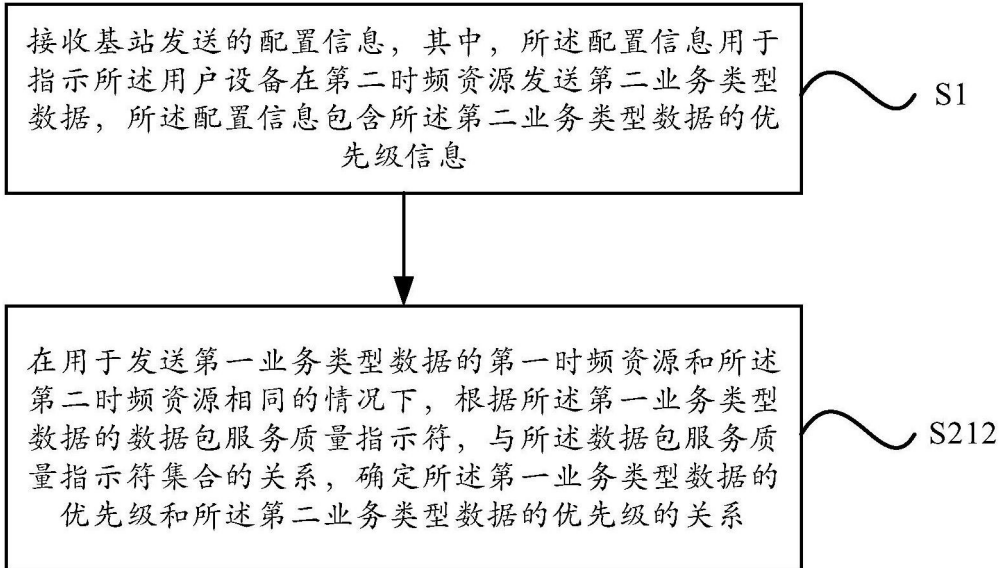 接收基站发送的配置信息，其中，所述配置信息用于
指示所述用户设备在第二时频资源发送第二业务类型
数据，所述配置信息包含所述第二业务类型数据的优
先级信息
S1
在用于发送第一业务类型数据的第一时频资源和所述
第二时频资源相同的情况下，根据所述第一业务类型
数据的数据包服务质量指示符，与所述数据包服务质
量指示符集合的关系，确定所述第一业务类型数据的
优先级和所述第二业务类型数据的优先级的关系
S212